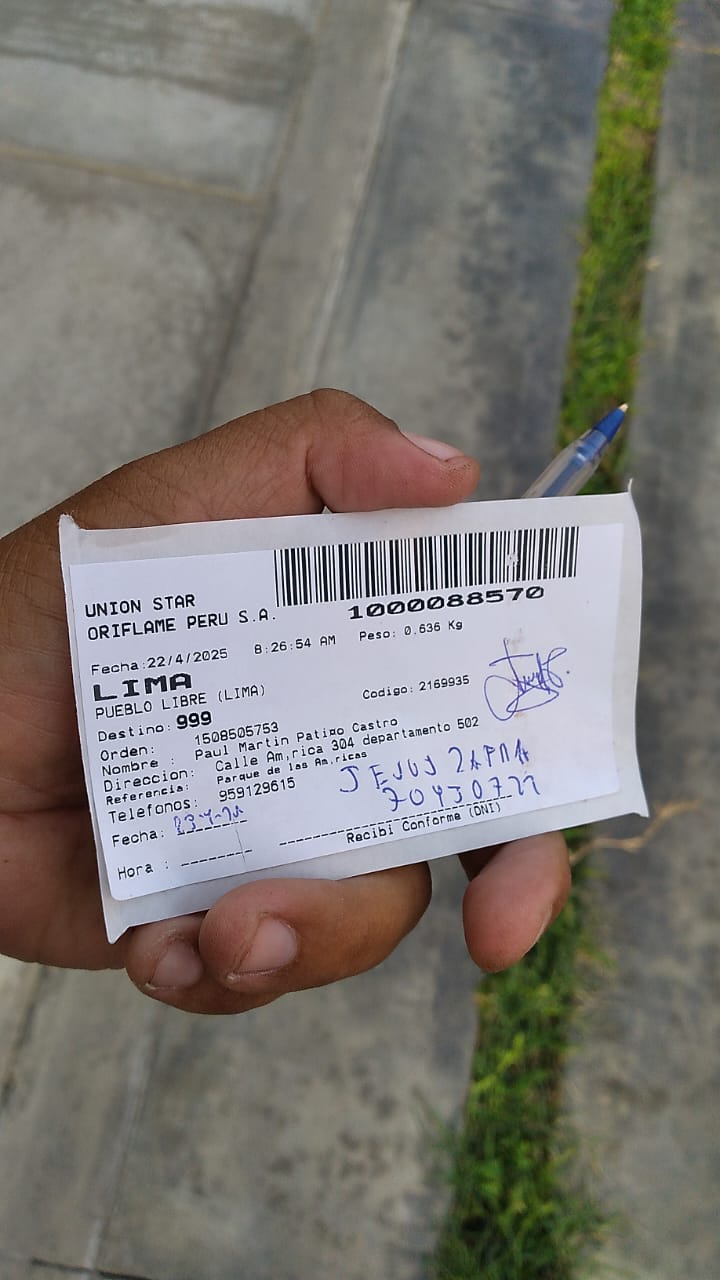 UNION STAR
ORIFLAME PERU S.A.
1000088570
Fecha:22/4/2025 8:26:54 AM Peso: 0.636 Kg
LIMA
PUEBLO LIBRE (LIMA)
Codigo: 2169935
Destino: 999
Orden: 1508505753
Nombre : Paul Martin Pati¤o Castro
Direccion: Calle Am‚rica 304 departamento 502
Referencia: Parque de las Am‚ricas
Telefonos: 959129615
JESUS
Fecha:
Hora :
Recibi Conforme (DNI)